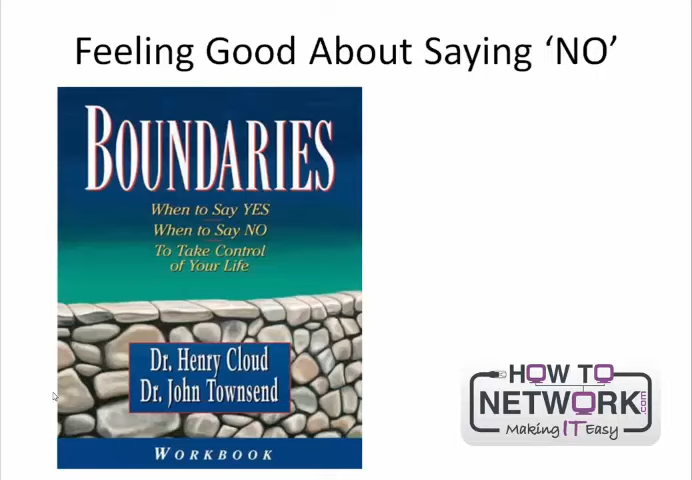 Feeling Good About Saying ‘NO’
BOUNDARIES
When to Say YES
When to Say NO
To Take Control
of Your Life
Dr. Henry Cloud
Dr. John Townsend
WORKBOOK
HOW TO
NETWORK.com
Making IT Easy